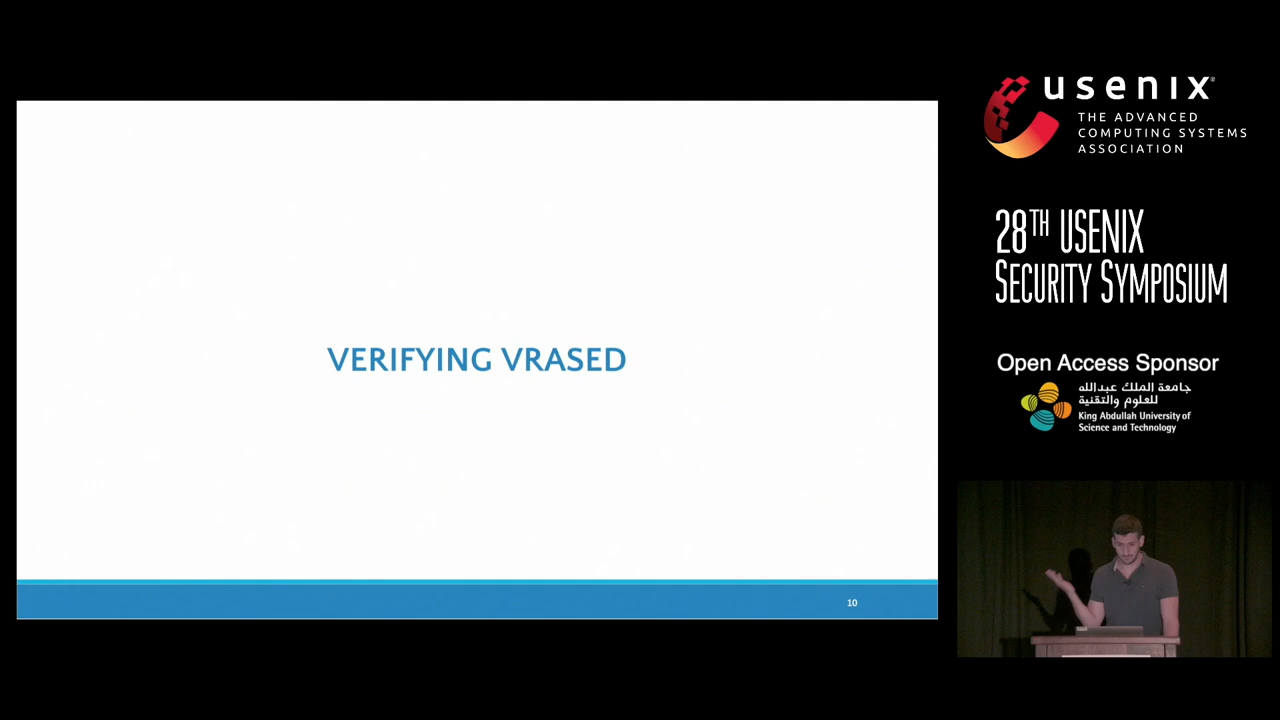 VERIFYING VRASED
10
usenix
THE ADVANCED
COMPUTING SYSTEMS
ASSOCIATION
28TH USENIX
SECURITY SYMPOSIUM
Open Access Sponsor
جامعة الملك عبدالله
للعلوم والتقنية
King Abdullah University of
Science and Technology